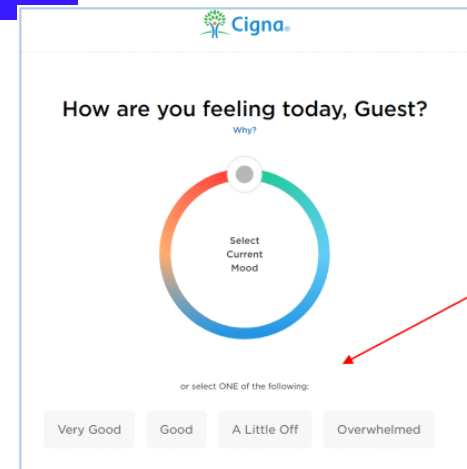 Cigna®
How are you feeling today, Guest?
Why?
Select
Current
Mood
or select ONE of the following:
Very Good
Good
A Little Off
Overwhelmed